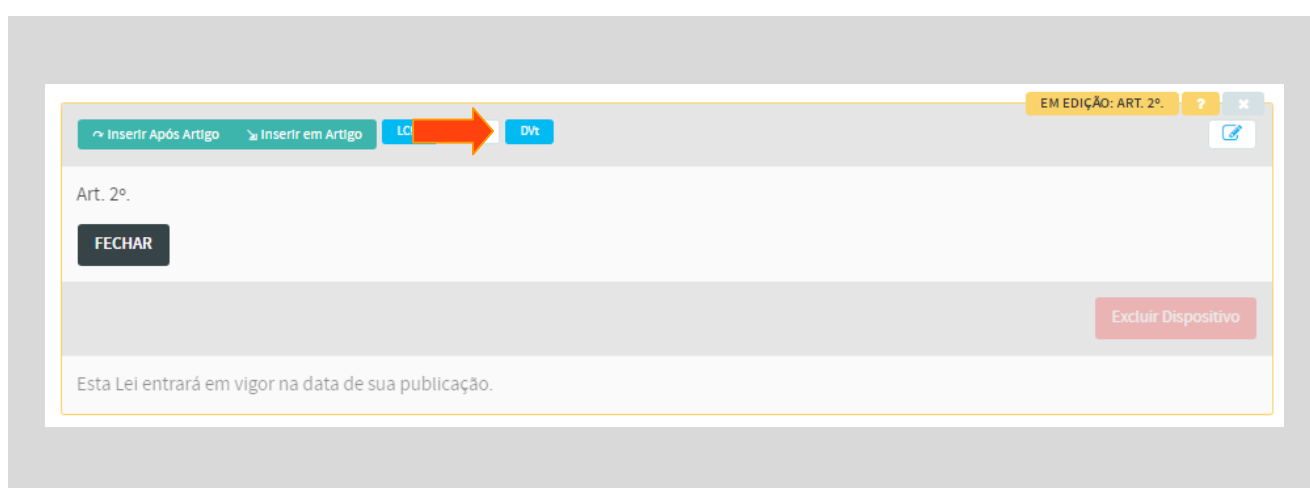 EM EDIÇÃO: ART. 2º. ? ×
Inserir Após Artigo Inserir em Artigo DVt
Art. 2º.
FECHAR
Excluir Dispositivo
Esta Lei entrará em vigor na data de sua publicação.